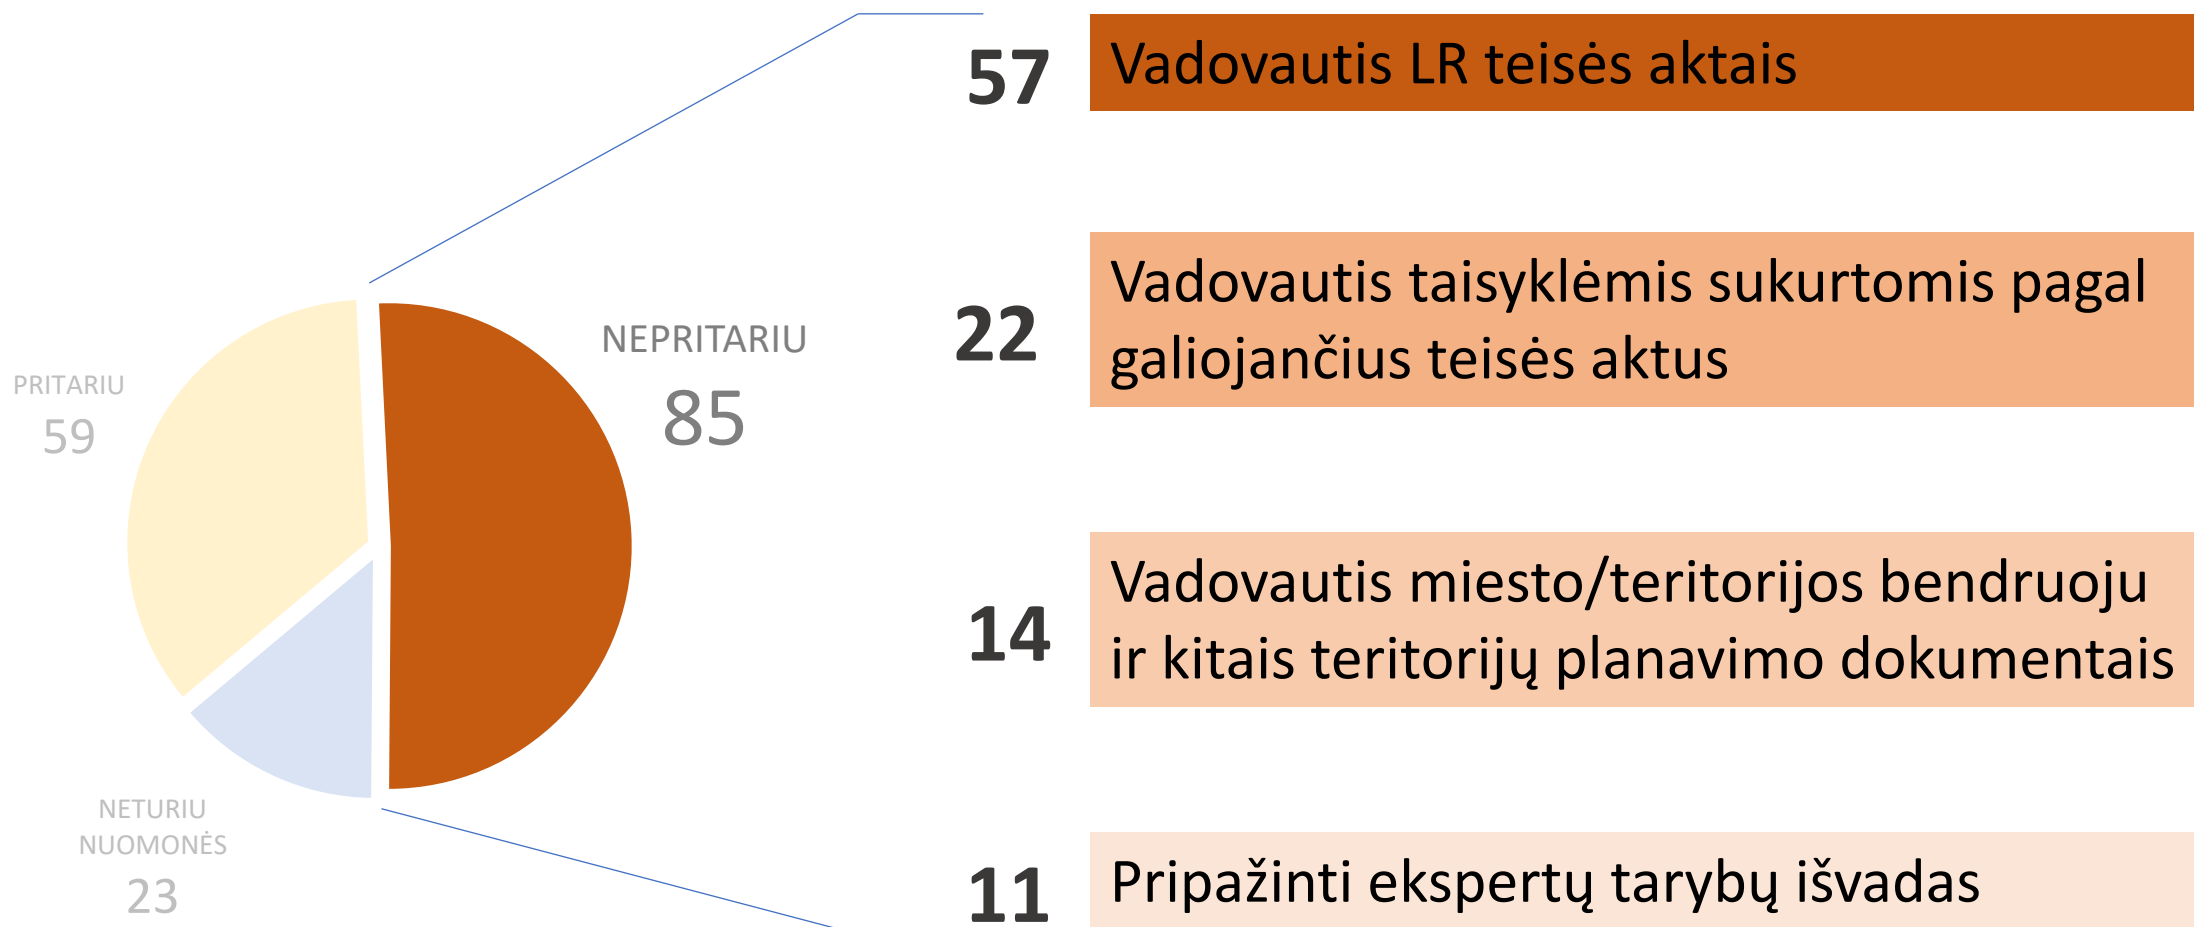 PRITARIU
59
NEPRITARIU
85
NETURIU
NUOMONĖS
23
57
Vadovautis LR teisės aktais
22
Vadovautis taisyklėmis sukurtomis pagal
galiojančius teisės aktus
14
Vadovautis miesto/teritorijos bendruoju
ir kitais teritorijų planavimo dokumentais
11
Pripažinti ekspertų tarybų išvadas